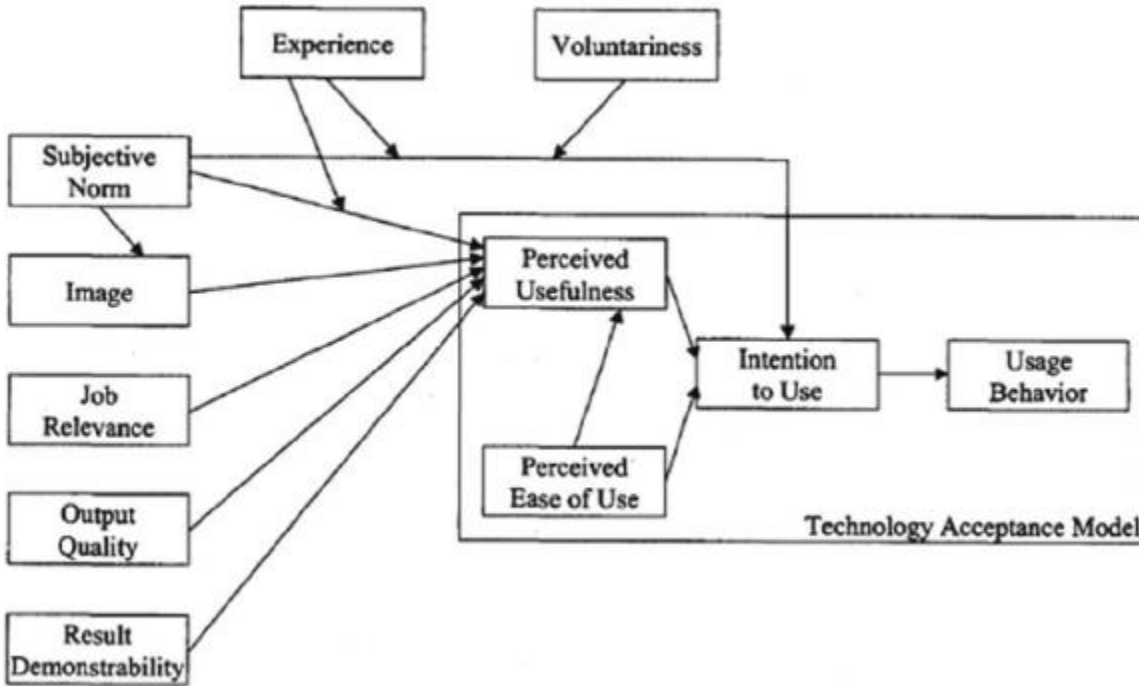 Experience
Voluntariness
Subjective
Norm
Image
Job
Relevance
Output
Quality
Result
Demonstrability
Perceived
Usefulness
Perceived
Ease of Use
Intention
to Use
Usage
Behavior
Technology Acceptance Model